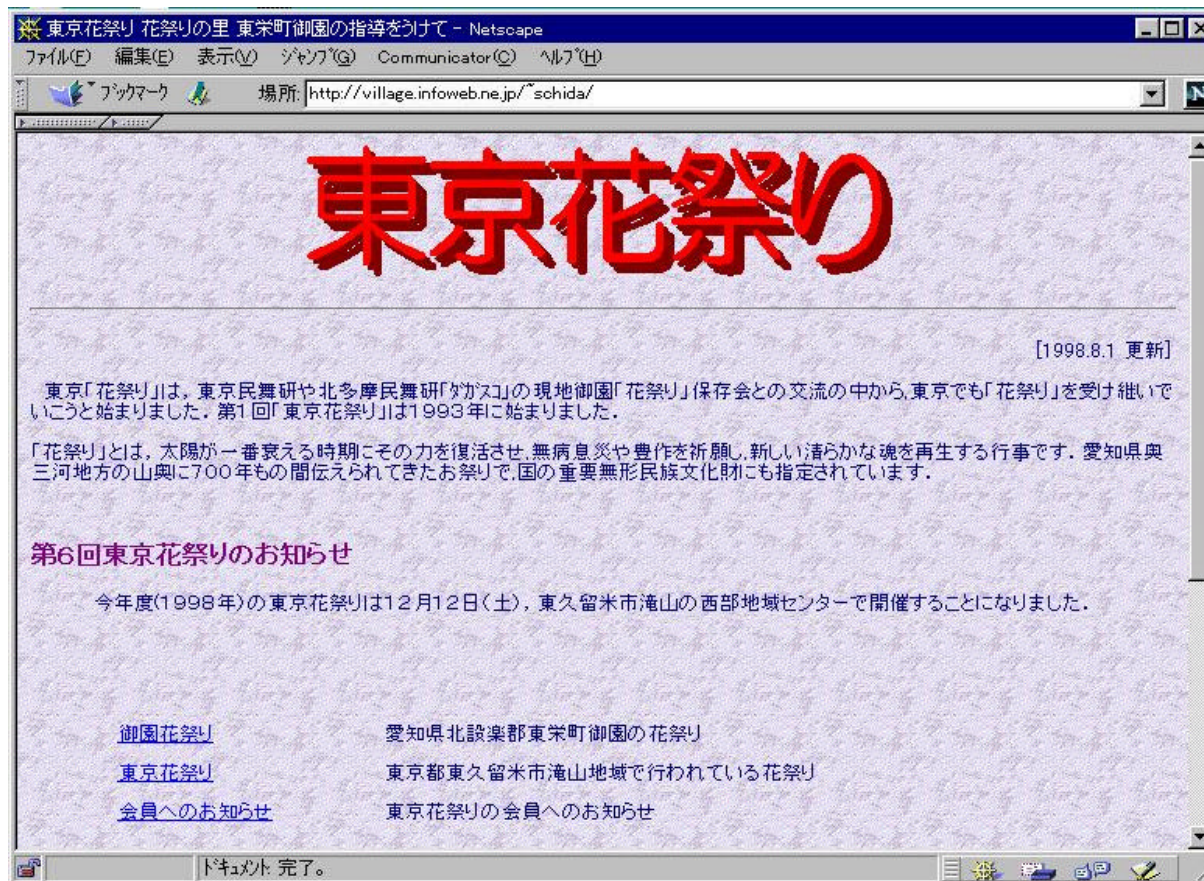 東京花祭り 花祭りの里 東栄町御園の指導をうけて - Netscape
ファイル(F) 編集(E) 表示(V) ジャンプ(G) Communicator(C) ヘルプ(H)
ブックマーク 場所: http://village.infoweb.ne.jp/~schida/
N
東京花祭り
[1998.8.1 更新]
東京「花祭り」は，東京民舞研や北多摩民舞研「ダガスコ」の現地御園「花祭り」保存会との交流の中から，東京でも「花祭り」を受け継いで
いこうと始まりました．第1回「東京花祭り」は1993年に始まりました．
「花祭り」とは，太陽が一番衰える時期にその力を復活させ，無病息災や豊作を祈願し，新しい清らかな魂を再生する行事です．愛知県奥
三河地方の山奥に700年もの間伝えられてきたお祭りで，国の重要無形民族文化財にも指定されています．
第6回東京花祭りのお知らせ
今年度(1998年)の東京花祭りは12月12日(土)，東久留米市滝山の西部地域センターで開催することになりました．
御園花祭り 愛知県北設楽郡東栄町御園の花祭り
東京花祭り 東京都東久留米市滝山地域で行われている花祭り
会員へのお知らせ 東京花祭りの会員へのお知らせ
ドキュメント: 完了。